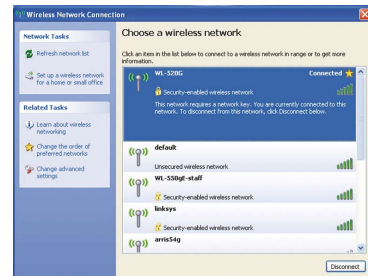 Wireless Network Connection
Network Tasks
Refresh network list
Set up a wireless network
for a home or small office
Related Tasks
Learn about wireless
networking
Change the order of
preferred networks
Change advanced
settings
Choose a wireless network
Click an item in the list below to connect to a wireless network in range or to get more
information.
WL-520G Connected
Security-enabled wireless network
This network requires a network key. You are currently connected to this
network. To disconnect from this network, click Disconnect below.
default
Unsecured wireless network
WL-550gE-staff
Security-enabled wireless network
linksys
Security-enabled wireless network
arris54g
Disconnect